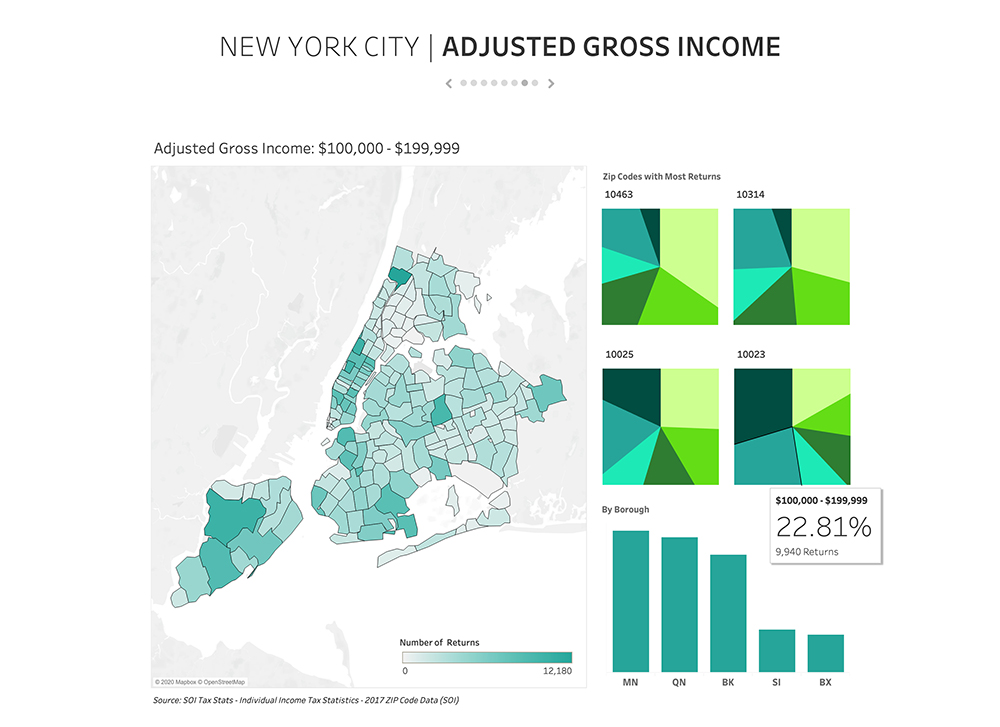 NEW YORK CITY | ADJUSTED GROSS INCOME
Adjusted Gross Income: $100,000 - $199,999
Zip Codes with Most Returns
10463
10314
10025
10023
$100,000 - $199,999
22.81%
9,940 Returns
By Borough
MN
QN
BK
SI
BX
Number of Returns
0
12,180
© 2020 Mapbox © OpenStreetMap
Source: SOI Tax Stats - Individual Income Tax Statistics - 2017 ZIP Code Data (SOI)